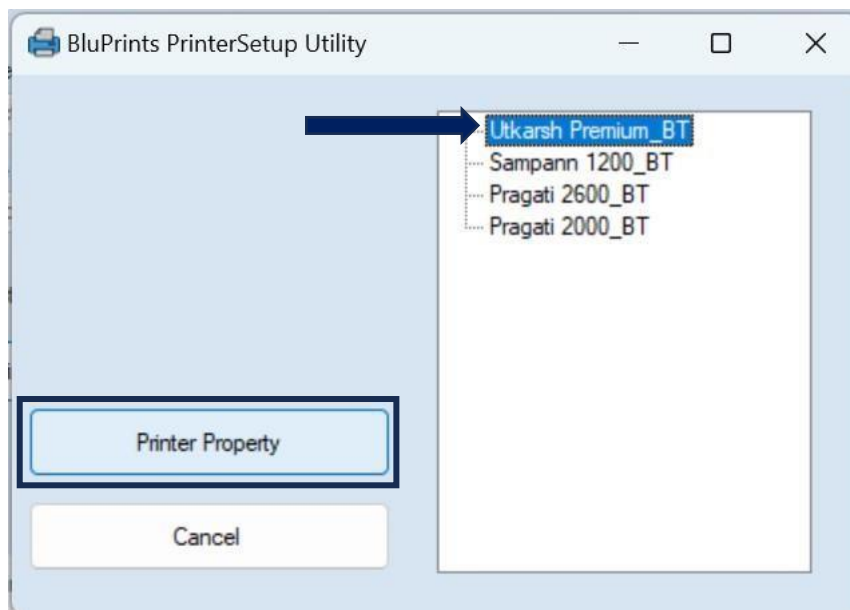 BluPrints PrinterSetup Utility
Utkarsh Premium_BT
Sampann 1200_BT
Pragati 2600_BT
Pragati 2000_BT
Printer Property
Cancel